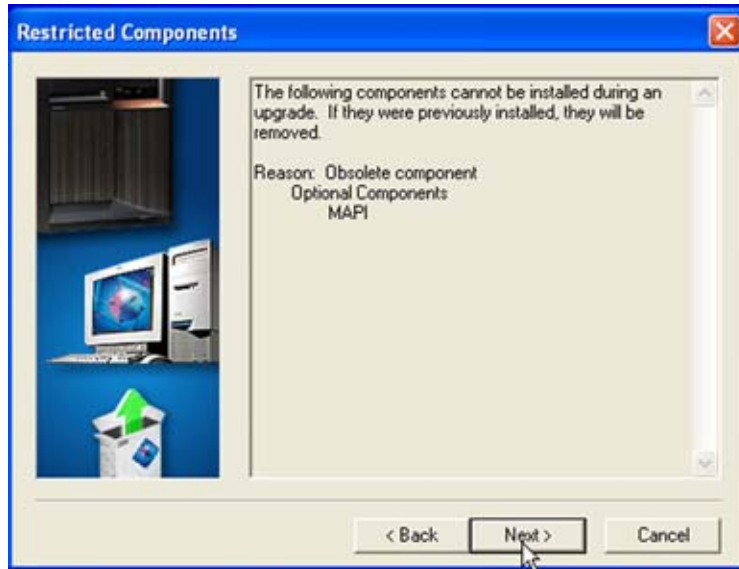 Restricted Components
The following components cannot be installed during an
upgrade.  If they were previously installed, they will be
removed.
Reason:  Obsolete component
Optional Components
MAPI
< Back
Next >
Cancel